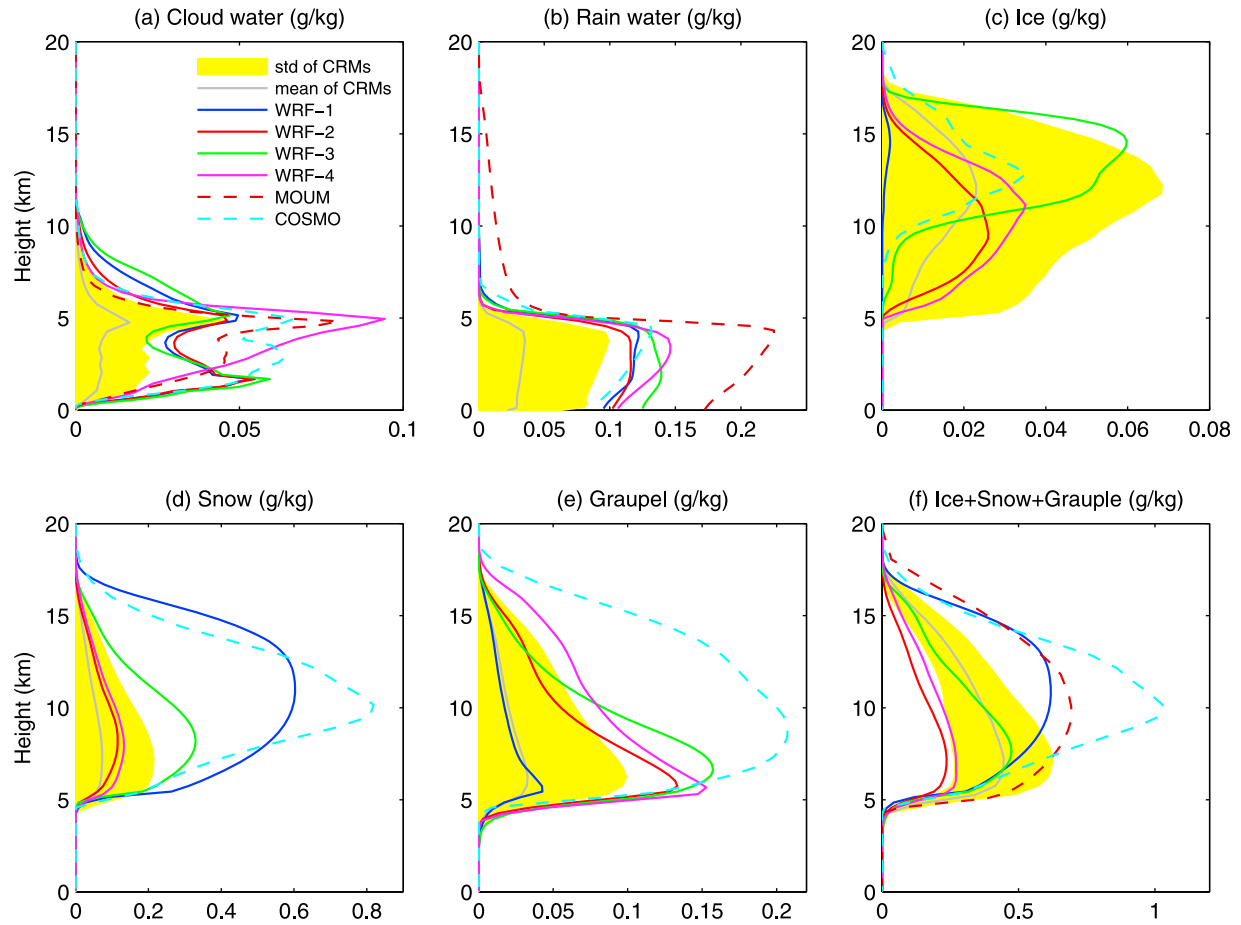 (a) Cloud water (g/kg)
(b) Rain water (g/kg)
(c) Ice (g/kg)
20
15
10
5
0
Height (km)
std of CRMs
mean of CRMs
WRF-1
WRF-2
WRF-3
WRF-4
MOUM
COSMO
0 0.05 0.1
20
15
10
5
0
0 0.05 0.1 0.15 0.2
20
15
10
5
0
0 0.02 0.04 0.06 0.08
(d) Snow (g/kg)
(e) Graupel (g/kg)
(f) Ice+Snow+Grauple (g/kg)
20
15
10
5
0
Height (km)
0 0.2 0.4 0.6 0.8
20
15
10
5
0
0 0.05 0.1 0.15 0.2
20
15
10
5
0
0 0.5 1